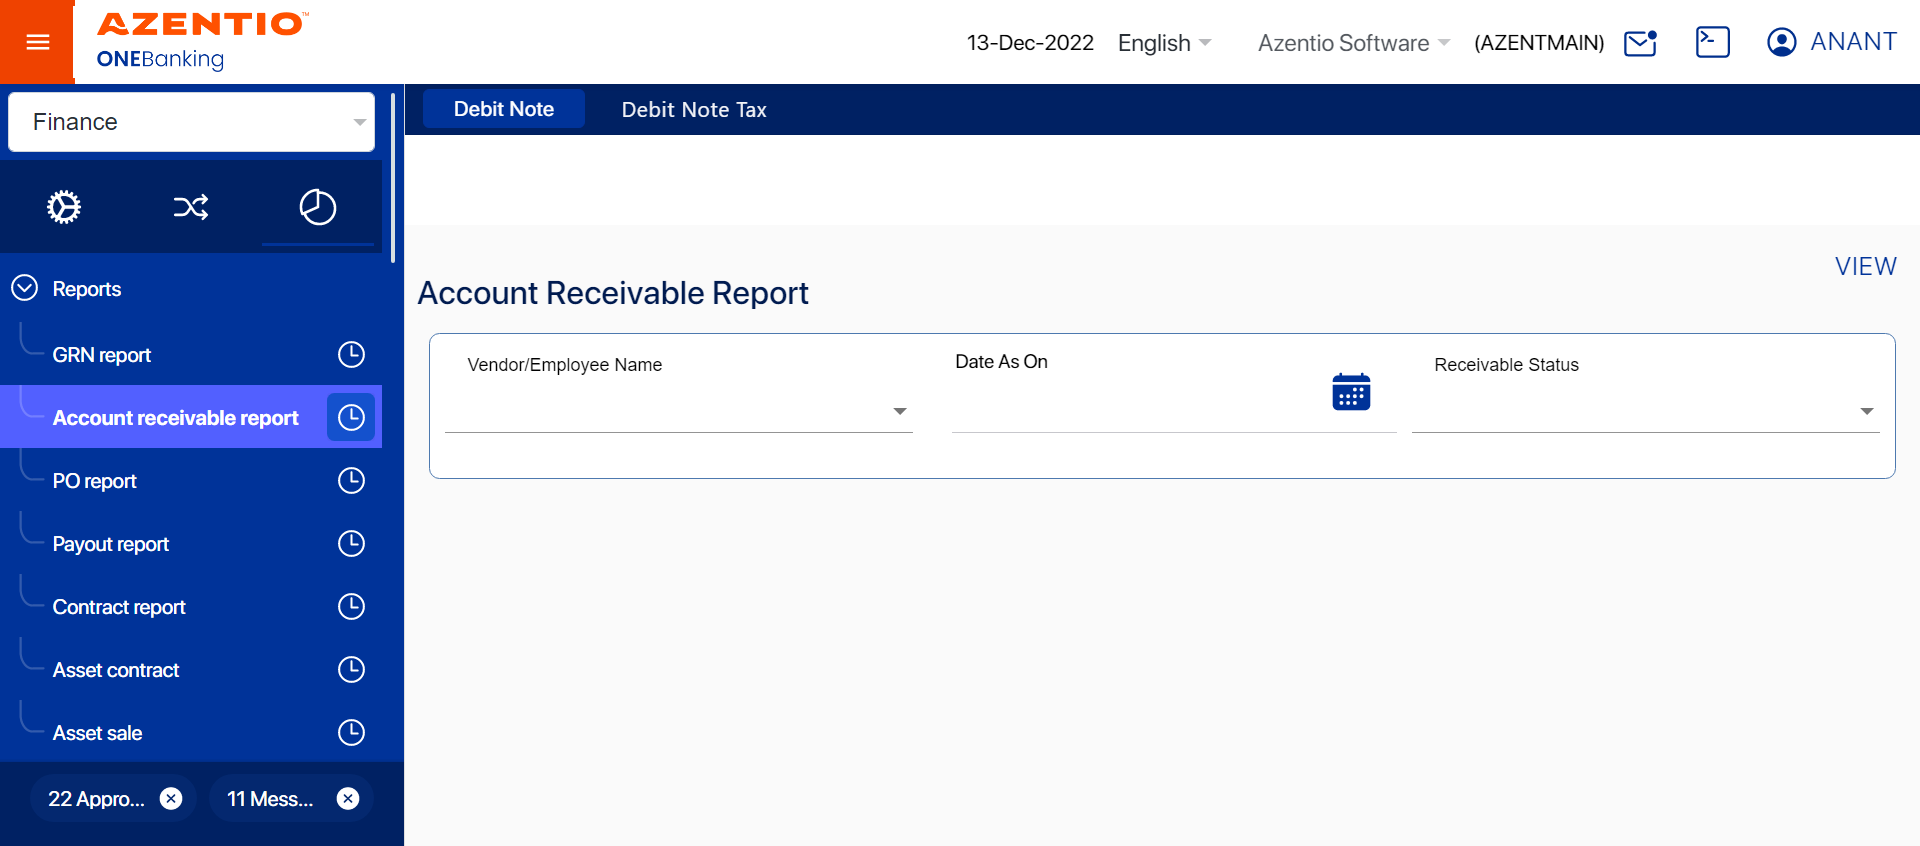 AZENTIO™
ONEBanking
13-Dec-2022 English Azentio Software (AZENTMAIN) ANANT
Finance
Debit Note Debit Note Tax
Reports
GRN report
Account receivable report
PO report
Payout report
Contract report
Asset contract
Asset sale
22 Appro... 11 Mess...
VIEW
Account Receivable Report
Vendor/Employee Name Date As On Receivable Status